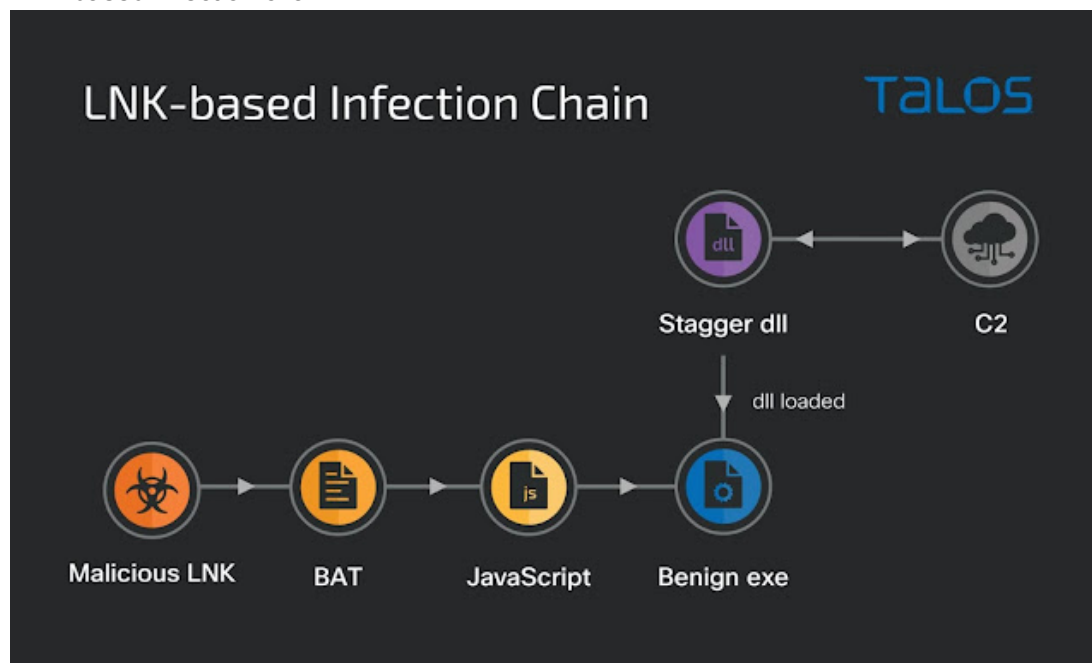 LNK-based Infection Chain
TALOS
dll
Stagger dll
C2
dll loaded
js
Malicious LNK
BAT
JavaScript
Benign exe